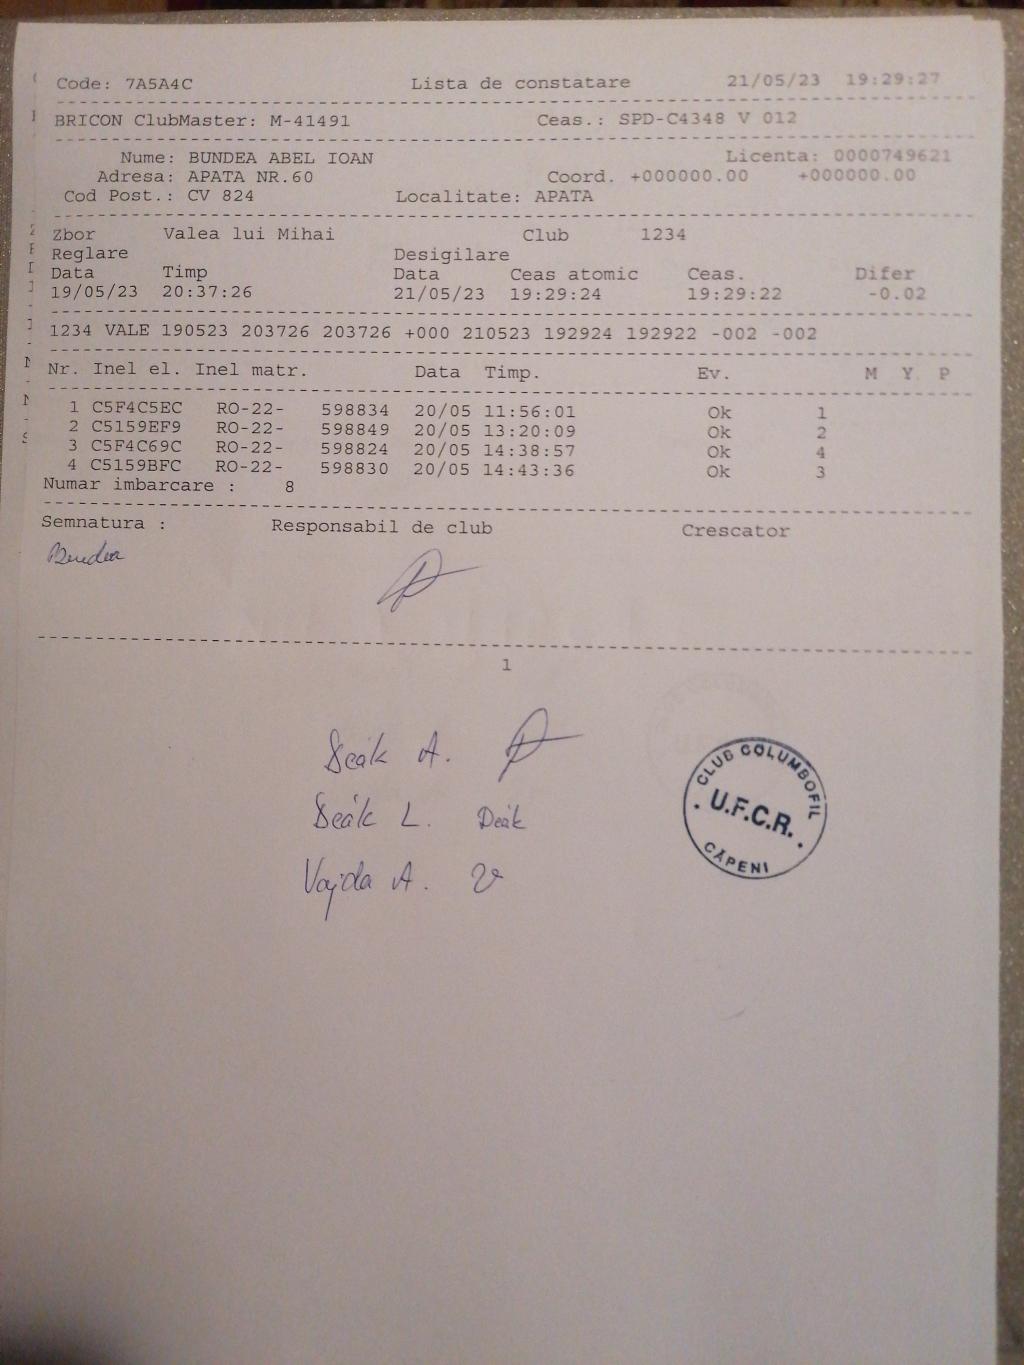 Code: 7A5A4C Lista de constatare 21/05/23 19:29:27
BRICON ClubMaster: M-41491 Ceas.: SPD-C4348 V 012
Nume: BUNDEA ABEL IOAN Licenta: 0000749621
Adresa: APATA NR.60 Coord. +000000.00 +000000.00
Cod Post.: CV 824 Localitate: APATA
Zbor Valea lui Mihai Club 1234
Reglare Desigilare
Data Timp Data Ceas atomic Ceas. Difer
19/05/23 20:37:26 21/05/23 19:29:24 19:29:22 -0.02
1234 VALE 190523 203726 203726 +000 210523 192924 192922 -002 -002
Nr. Inel el. Inel matr. Data Timp. Ev. M Y P
1 C5F4C5EC RO-22- 598834 20/05 11:56:01 Ok 1
2 C5159EF9 RO-22- 598849 20/05 13:20:09 Ok 2
3 C5F4C69C RO-22- 598824 20/05 14:38:57 Ok 4
4 C5159BFC RO-22- 598830 20/05 14:43:36 Ok 3
Numar imbarcare : 8
Semnatura : Responsabil de club Crescator
Bundea
1
Deák A.
Deák L. Deák
Vajda A.
CLUB COLUMBOFIL
U.F.C.R.
CĂPENI